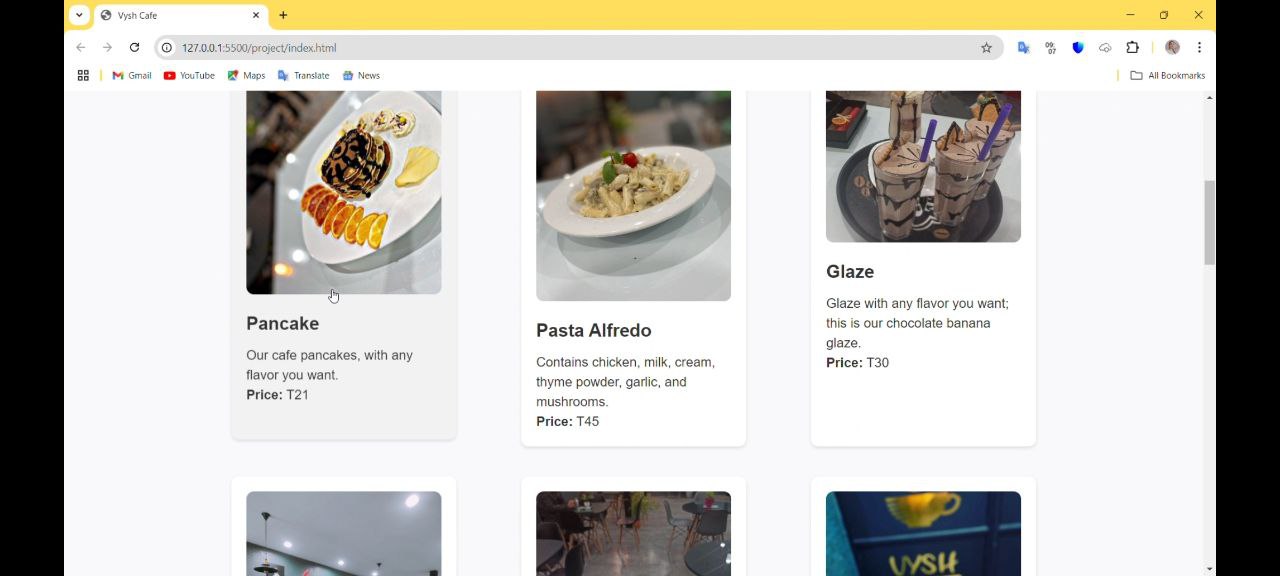 Vysh Cafe
127.0.0.1:5500/project/index.html
09:
07
Gmail
YouTube
Maps
Translate
News
All Bookmarks
Pancake
Our cafe pancakes, with any
flavor you want.
Price: T21
Pasta Alfredo
Contains chicken, milk, cream,
thyme powder, garlic, and
mushrooms.
Price: T45
Glaze
Glaze with any flavor you want;
this is our chocolate banana
glaze.
Price: T30
VYSH